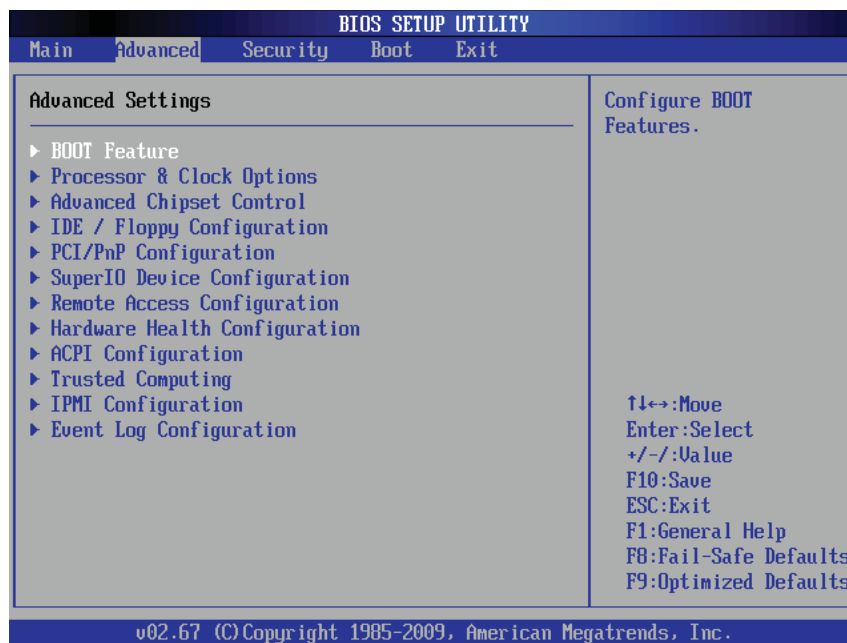 BIOS SETUP UTILITY
Main Advanced Security Boot Exit
Advanced Settings
BOOT Feature
Processor & Clock Options
Advanced Chipset Control
IDE / Floppy Configuration
PCI/PnP Configuration
SuperIO Device Configuration
Remote Access Configuration
Hardware Health Configuration
ACPI Configuration
Trusted Computing
IPMI Configuration
Event Log Configuration
Configure BOOT
Features.
↑↓←→:Move
Enter:Select
+/-/:Value
F10:Save
ESC:Exit
F1:General Help
F8:Fail-Safe Defaults
F9:Optimized Defaults
v02.67 (C)Copyright 1985-2009, American Megatrends, Inc.